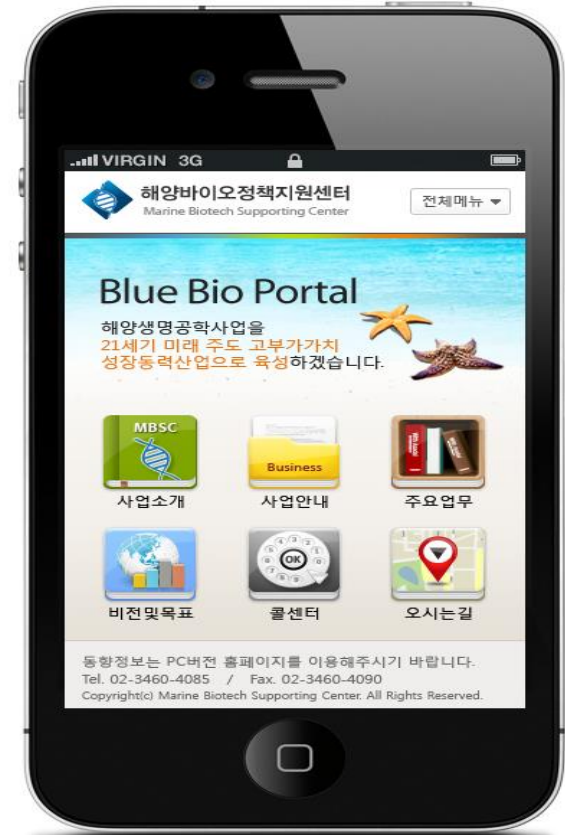 VIRGIN 3G
해양바이오정책지원센터
Marine Biotech Supporting Center
전체메뉴
Blue Bio Portal
해양생명공학사업을
21세기 미래 주도 고부가가치
성장동력산업으로 육성하겠습니다.
MBSC
Business
사업소개
사업안내
주요업무
OK
비전및목표
콜센터
오시는길
동향정보는 PC버전 홈페이지를 이용해주시기 바랍니다.
Tel. 02-3460-4085 / Fax. 02-3460-4090
Copyright(c) Marine Biotech Supporting Center. All Rights Reserved.